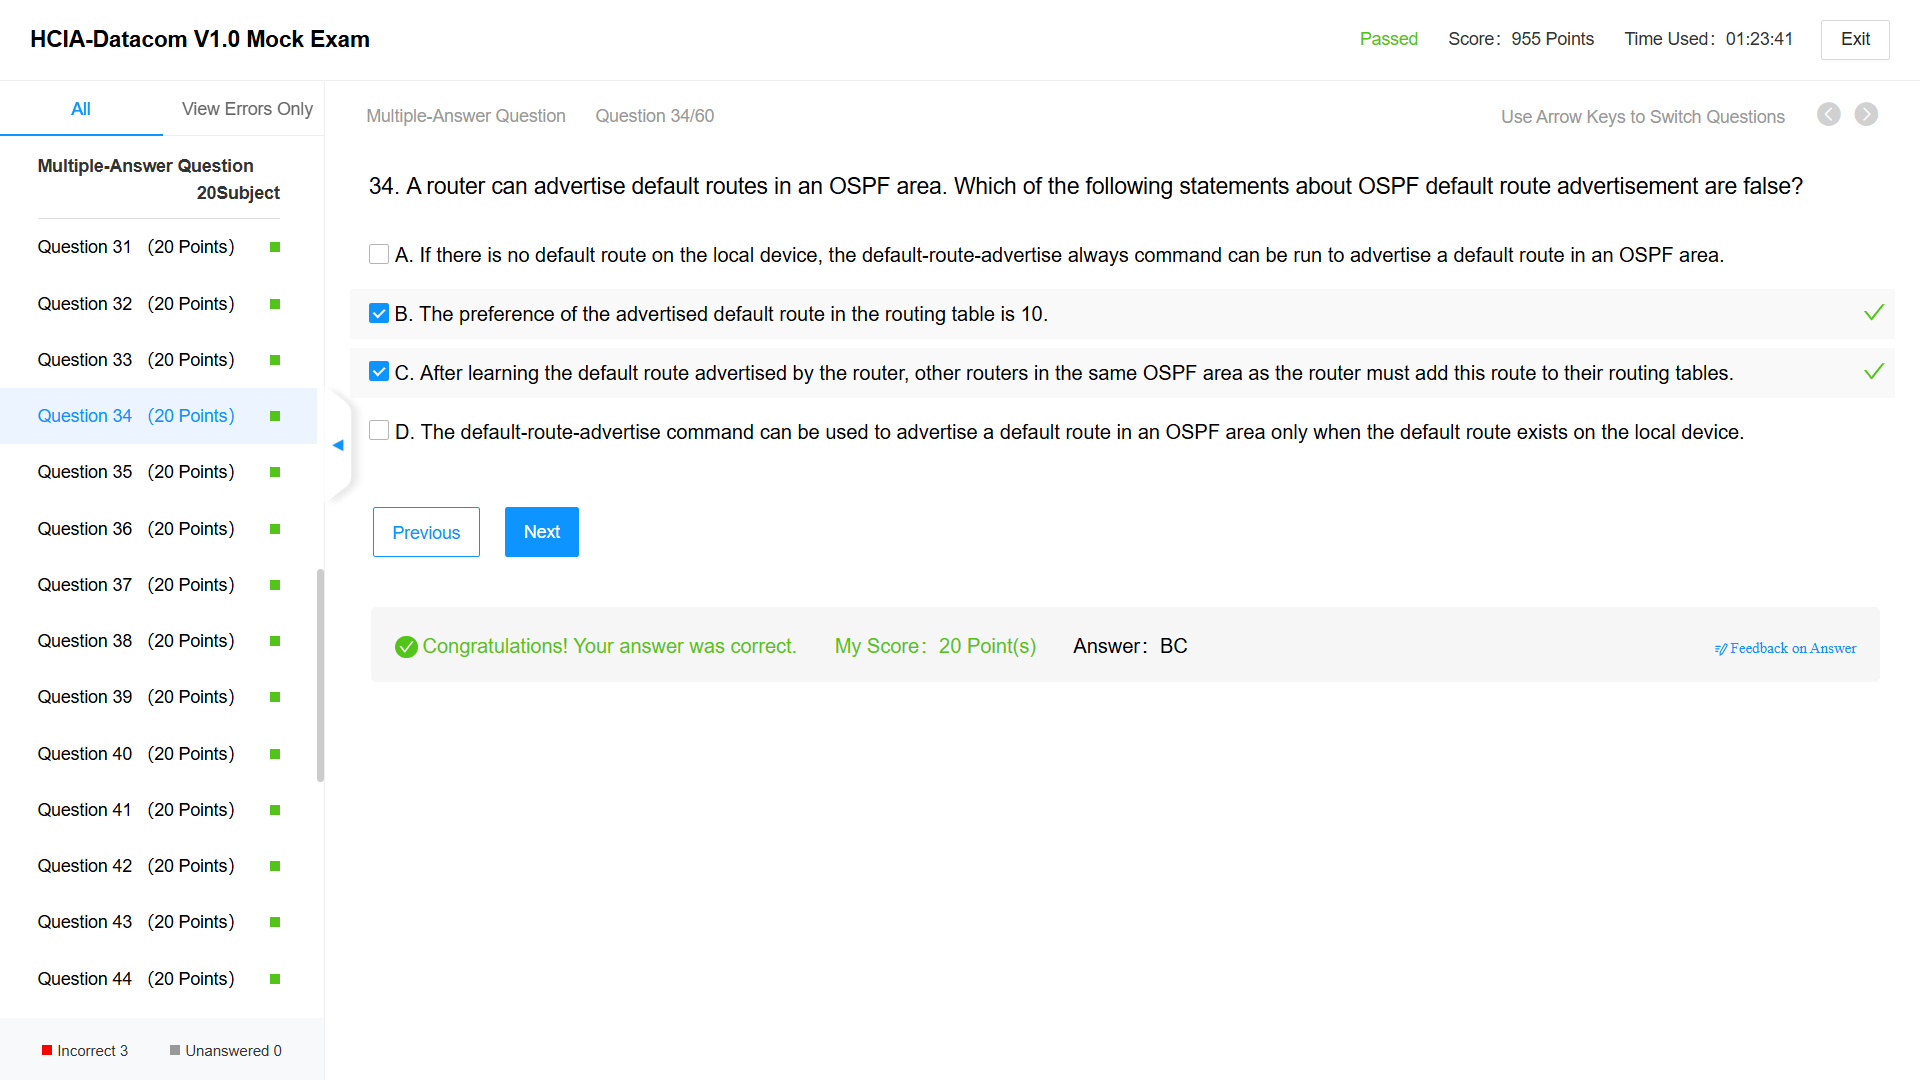 HCIA-Datacom V1.0 Mock Exam
Passed
Score: 955 Points
Time Used: 01:23:41
Exit
All
View Errors Only
Multiple-Answer Question
20Subject
Question 31 (20 Points)
Question 32 (20 Points)
Question 33 (20 Points)
Question 34 (20 Points)
Question 35 (20 Points)
Question 36 (20 Points)
Question 37 (20 Points)
Question 38 (20 Points)
Question 39 (20 Points)
Question 40 (20 Points)
Question 41 (20 Points)
Question 42 (20 Points)
Question 43 (20 Points)
Question 44 (20 Points)
Incorrect 3
Unanswered 0
Multiple-Answer Question
Question 34/60
Use Arrow Keys to Switch Questions
34. A router can advertise default routes in an OSPF area. Which of the following statements about OSPF default route advertisement are false?
A. If there is no default route on the local device, the default-route-advertise always command can be run to advertise a default route in an OSPF area.
B. The preference of the advertised default route in the routing table is 10.
C. After learning the default route advertised by the router, other routers in the same OSPF area as the router must add this route to their routing tables.
D. The default-route-advertise command can be used to advertise a default route in an OSPF area only when the default route exists on the local device.
Previous
Next
Congratulations! Your answer was correct.
My Score: 20 Point(s)
Answer: BC
Feedback on Answer